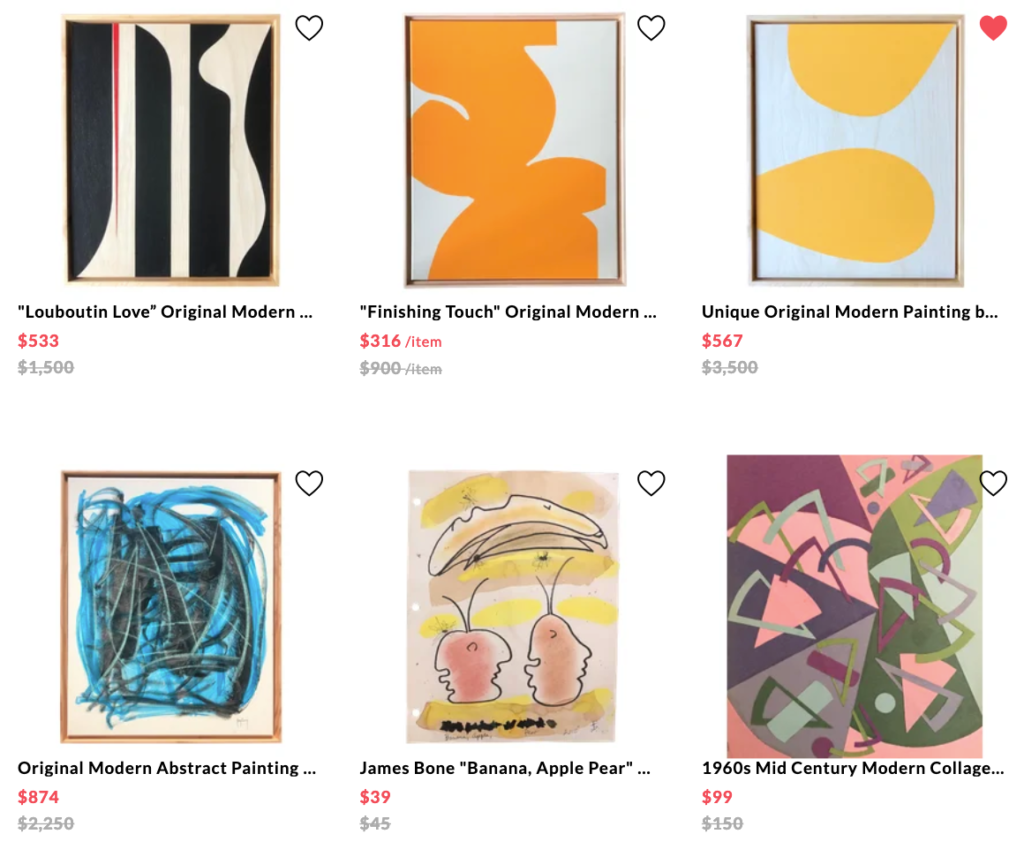 "Louboutin Love” Original Modern ...
$533
$1,500
"Finishing Touch" Original Modern ...
$316 /item
$900 /item
Unique Original Modern Painting b...
$567
$3,500
Original Modern Abstract Painting ...
$874
$2,250
James Bone "Banana, Apple Pear" ...
$39
$45
1960s Mid Century Modern Collage...
$99
$150